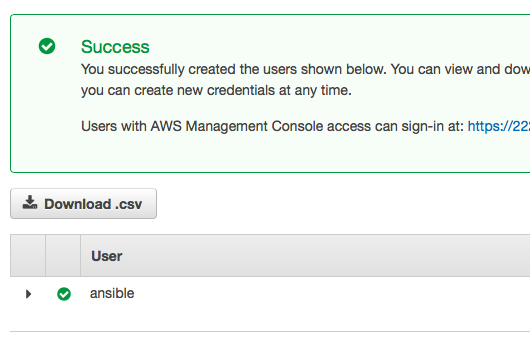 Success
You successfully created the users shown below. You can view and dow
you can create new credentials at any time.
Users with AWS Management Console access can sign-in at: https://22
Download .csv
User
ansible